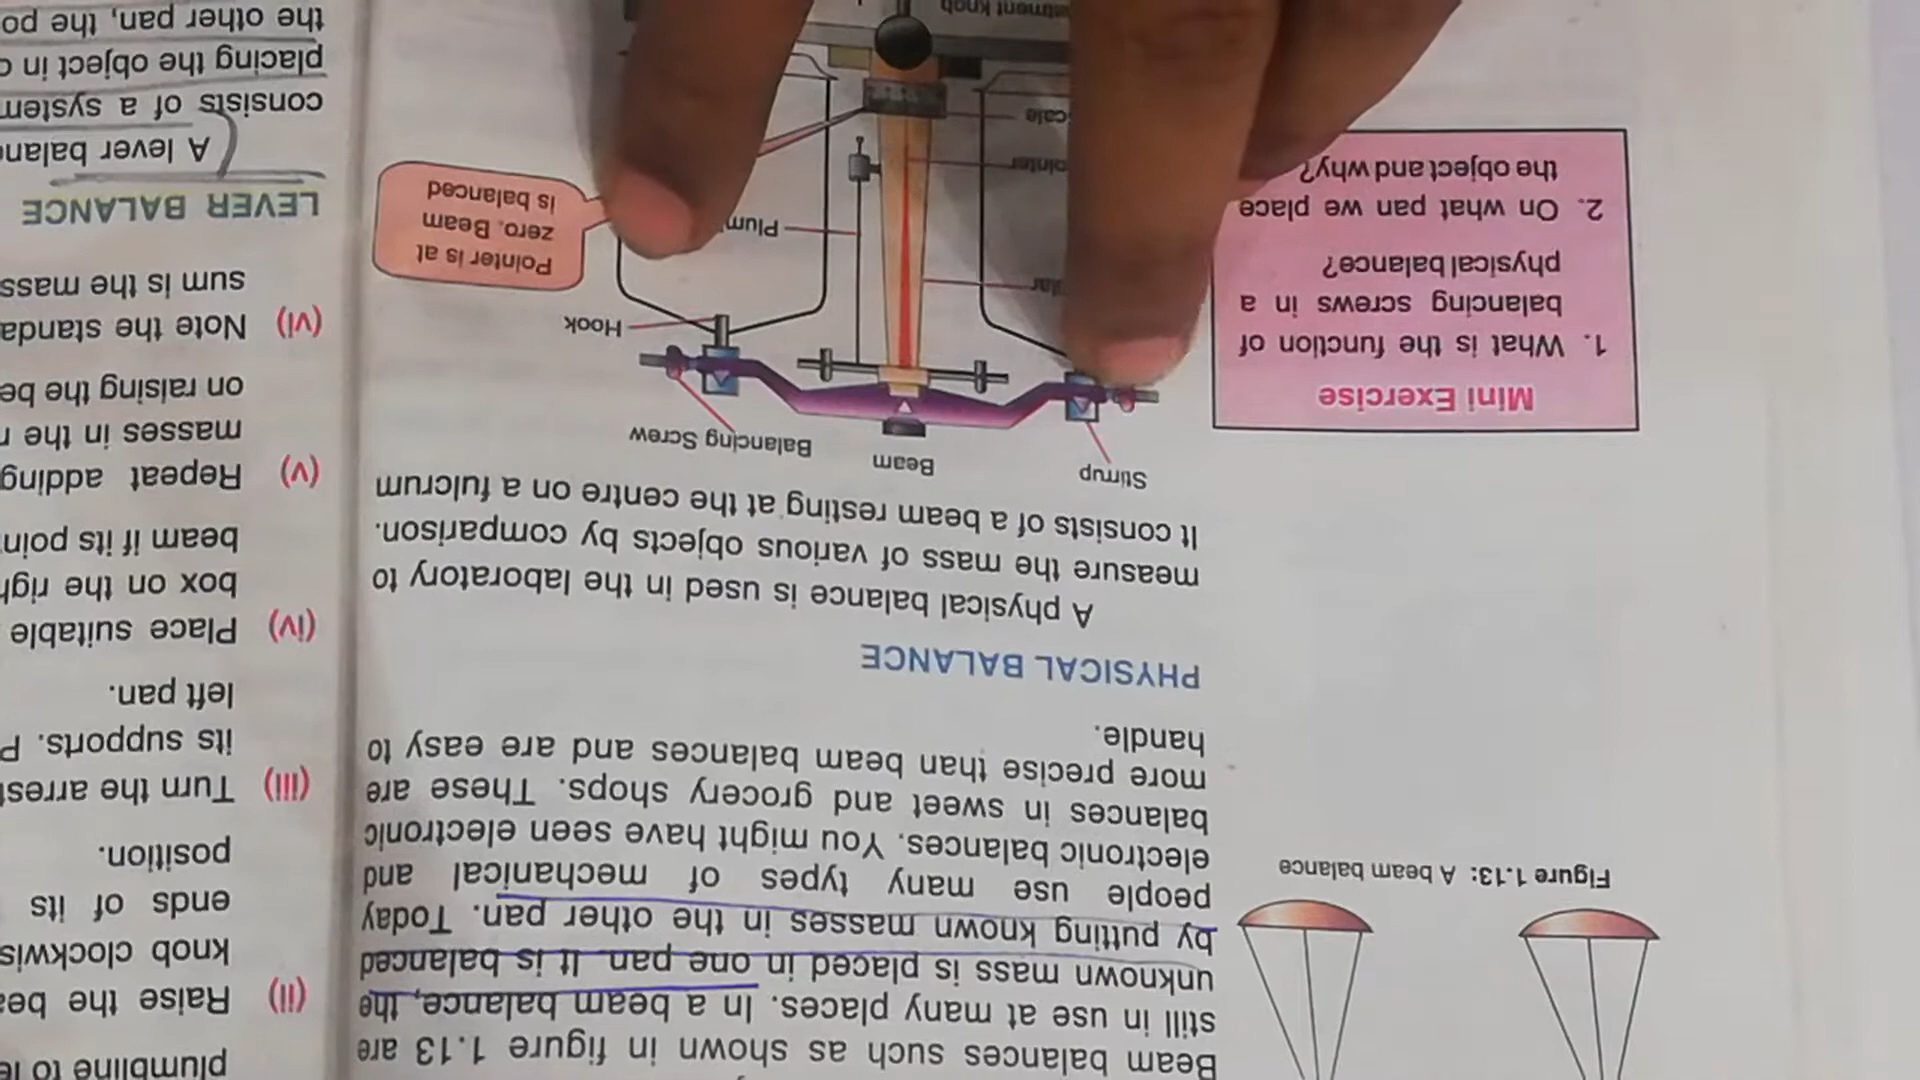 Beam balances such as shown in figure 1.13 are
still in use at many places. In a beam balance, the
unknown mass is placed in one pan. It is balanced
by putting known masses in the other pan. Today
people use many types of mechanical and
electronic balances. You might have seen electronic
balances in sweet and grocery shops. These are
more precise than beam balances and are easy to
handle.
PHYSICAL BALANCE
A physical balance is used in the laboratory to
measure the mass of various objects by comparison.
It consists of a beam resting at the centre on a fulcrum
Stirrup
Beam
Balancing Screw
Hook
Pointer is at
zero. Beam
is balanced
Figure 1.13: A beam balance
Mini Exercise
1. What is the function of
balancing screws in a
physical balance?
2. On what pan we place
the object and why?
plumbline to
(ii) Raise the
knob
ends of its
position.
(iii) Turn the
its supports.
left pan.
(iv) Place suitable
box on the
beam if its
(v) Repeat adding
masses in the
on raising the
(vi) Note the
sum is the mass
LEVER BALANCE
A lever
consists of a system
placing the object in
the other pan, the